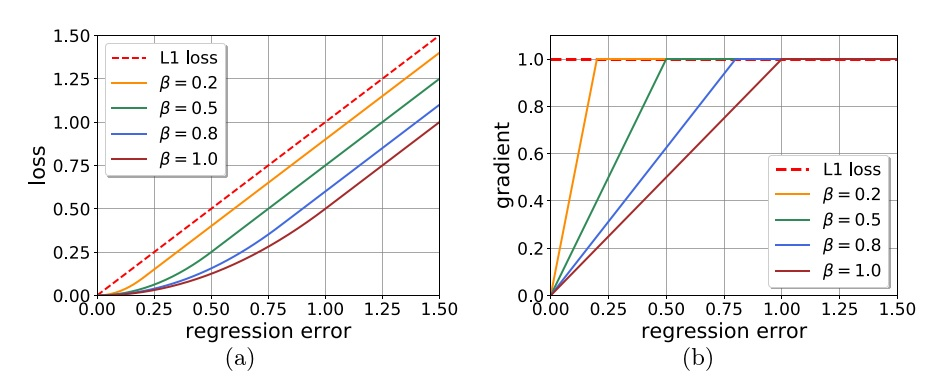 1.50
1.25
1.00
0.75
0.50
0.25
0.00
loss
L1 loss
β = 0.2
β = 0.5
β = 0.8
β = 1.0
0.00 0.25 0.50 0.75 1.00 1.25 1.50
regression error
(a)
1.0
0.8
0.6
0.4
0.2
0.0
gradient
L1 loss
β = 0.2
β = 0.5
β = 0.8
β = 1.0
0.00 0.25 0.50 0.75 1.00 1.25 1.50
regression error
(b)